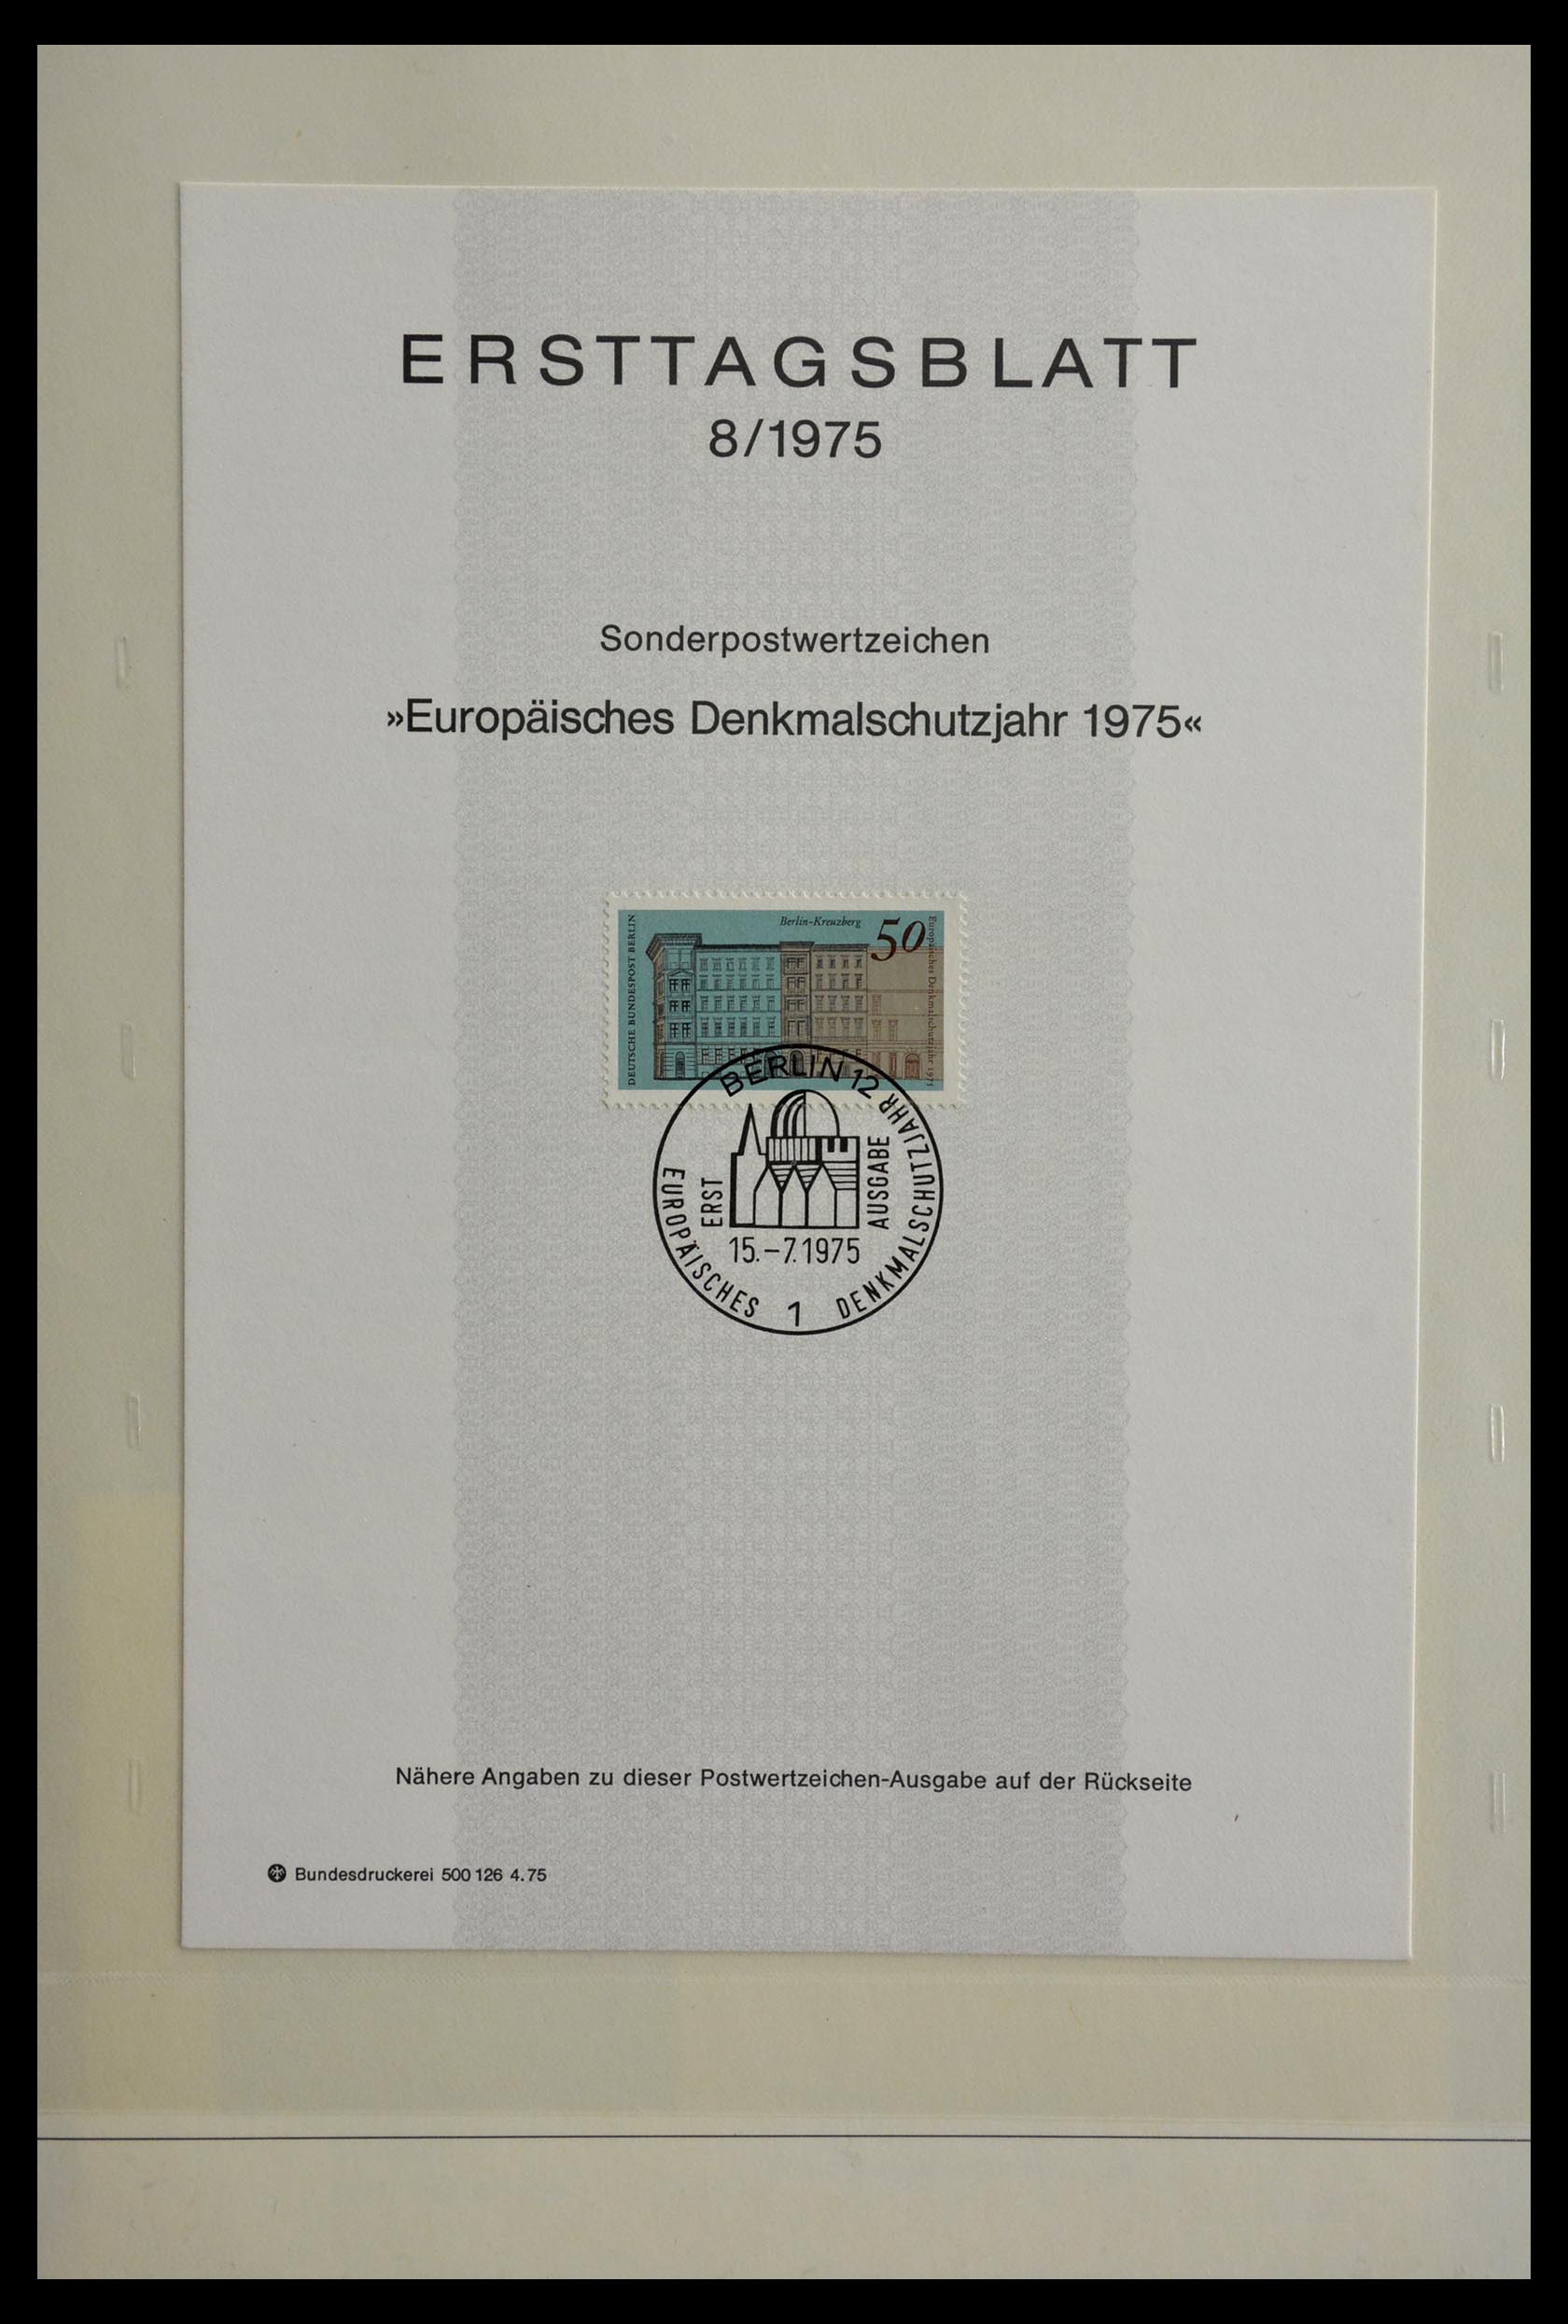 ERSTTAGSBLATT
8/1975
Sonderpostwertzeichen
»Europäisches Denkmalschutzjahr 1975«
DEUTSCHE BUNDESPOST BERLIN
Berlin-Kreuzberg
50
Europäisches Denkmalschutzjahr 1975
BERLIN 12
ERST
AUSGABE
15.–7.1975
EUROPÄISCHES
1
DENKMALSCHUTZJAHR
Nähere Angaben zu dieser Postwertzeichen-Ausgabe auf der Rückseite
Bundesdruckerei 500 126 4.75